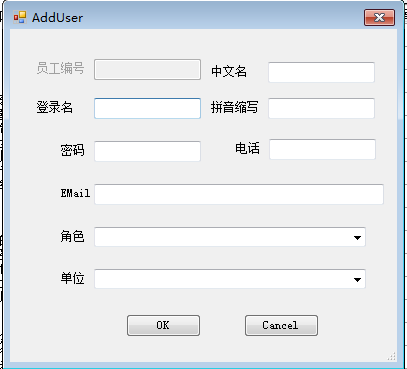 AddUser
员工编号 中文名
登录名 拼音缩写
密码 电话
EMail
角色
单位
OK Cancel